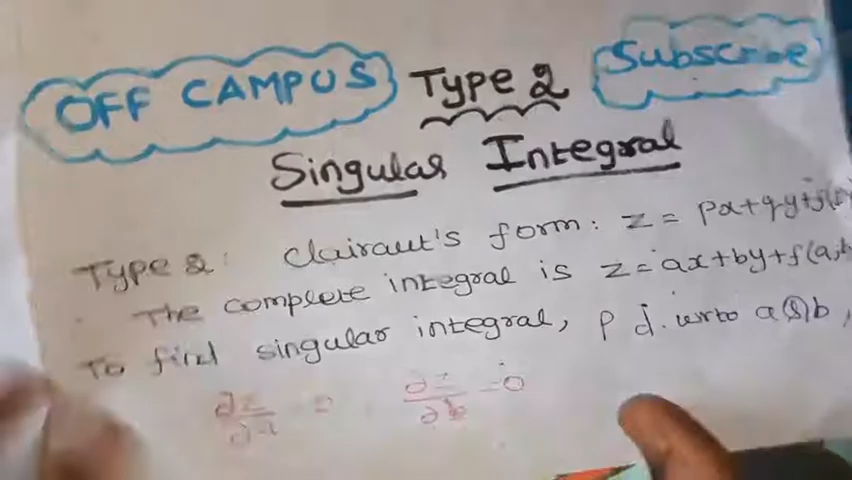 OFF CAMPUS Type 2 Subscribe
Singular Integral
Type 2: Clairaut's form: z = px+qy+f(p
The complete integral is z = ax+by+f(a,b
To find singular integral, p d. w.r.to a & b,
∂z/∂a = 0 ∂z/∂b = 0